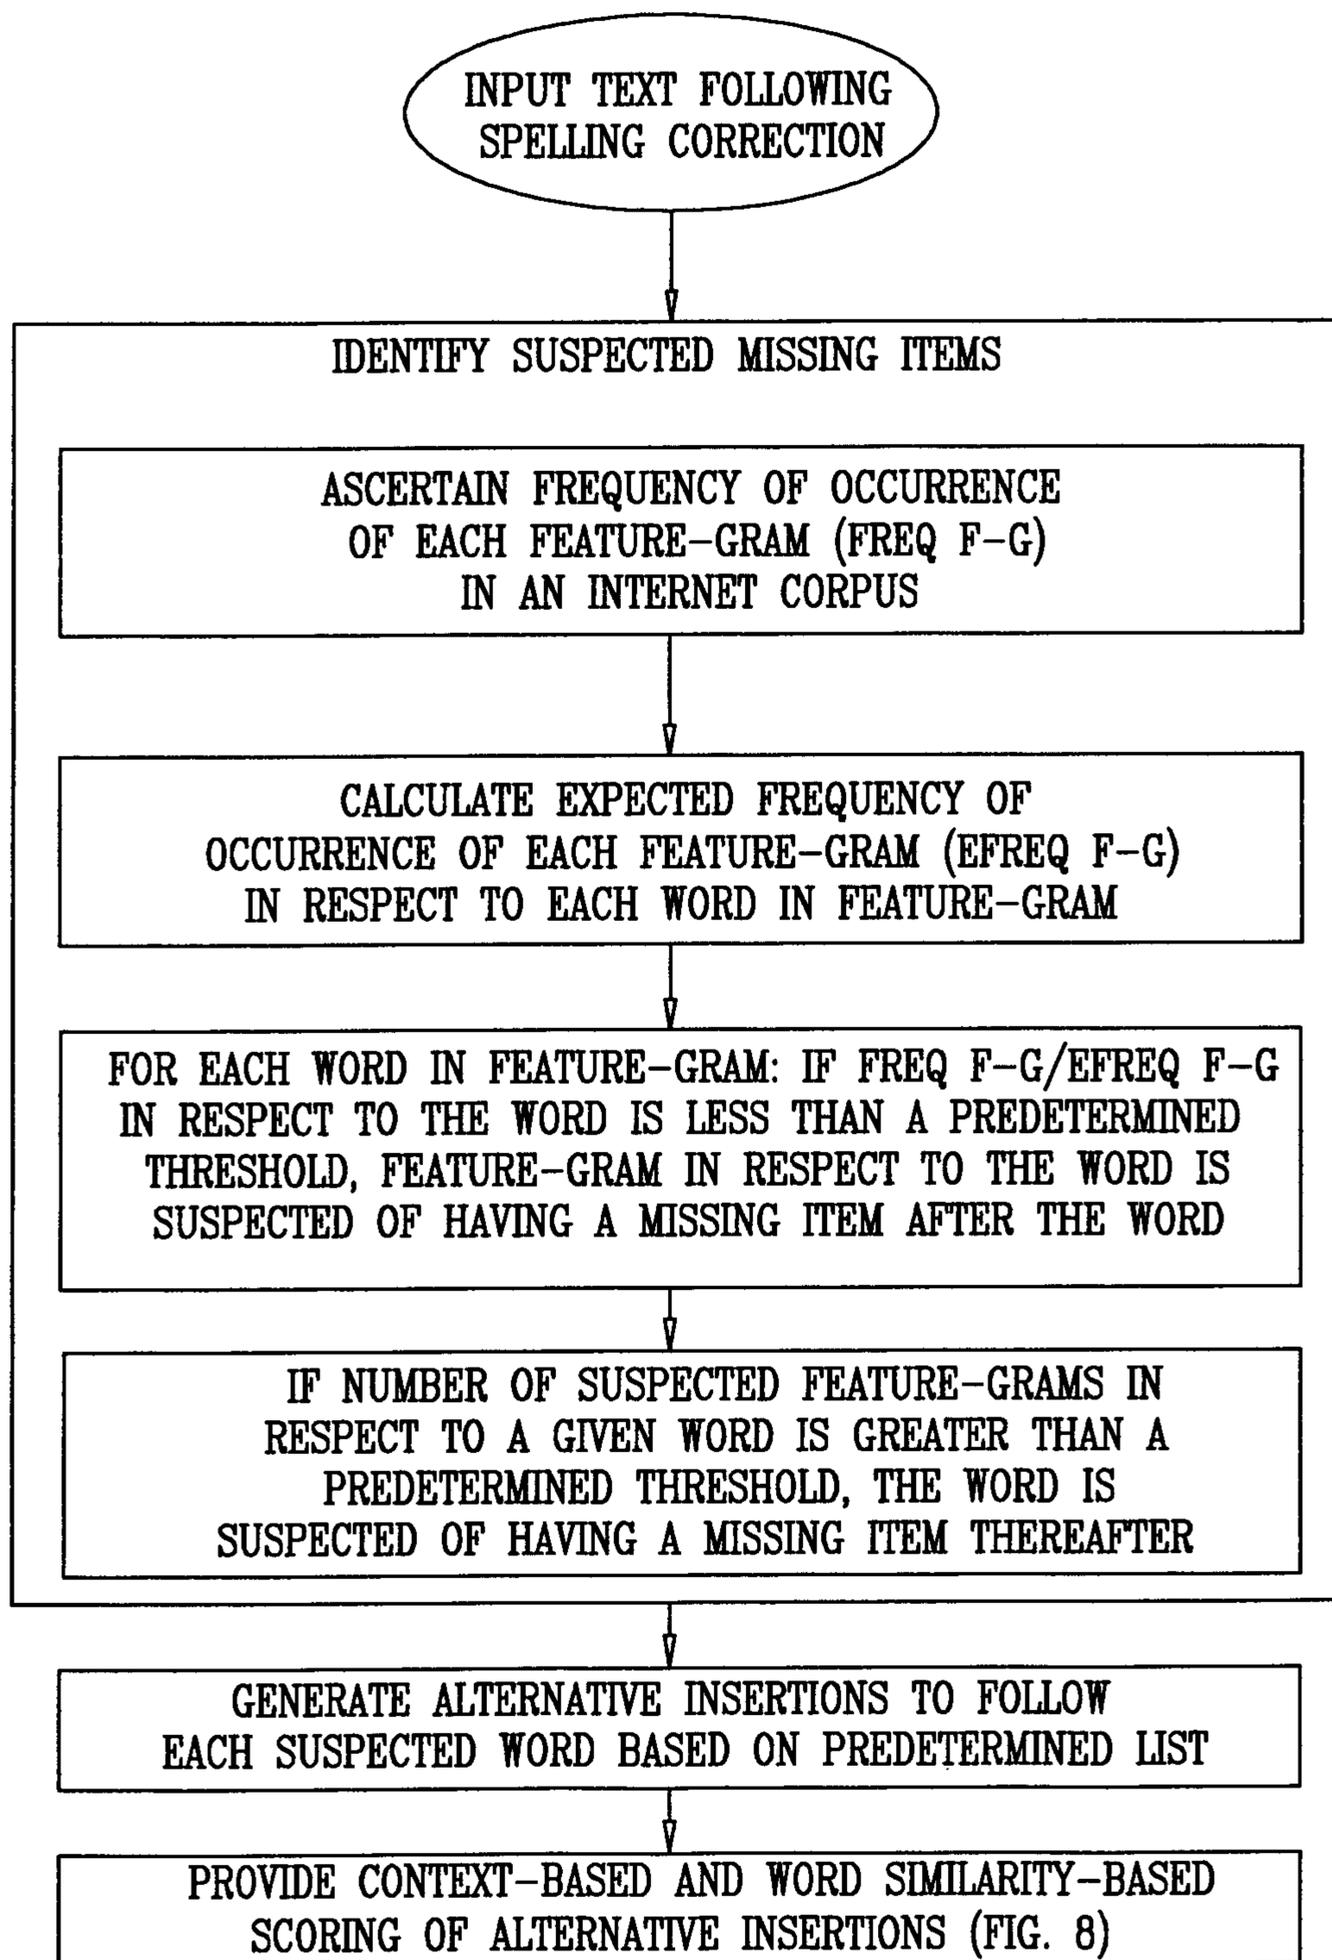 INPUT TEXT FOLLOWING
SPELLING CORRECTION
IDENTIFY SUSPECTED MISSING ITEMS
ASCERTAIN FREQUENCY OF OCCURRENCE
OF EACH FEATURE-GRAM (FREQ F-G)
IN AN INTERNET CORPUS
CALCULATE EXPECTED FREQUENCY OF
OCCURRENCE OF EACH FEATURE-GRAM (EFREQ F-G)
IN RESPECT TO EACH WORD IN FEATURE-GRAM
FOR EACH WORD IN FEATURE-GRAM: IF FREQ F-G/EFREQ F-G
IN RESPECT TO THE WORD IS LESS THAN A PREDETERMINED
THRESHOLD, FEATURE-GRAM IN RESPECT TO THE WORD IS
SUSPECTED OF HAVING A MISSING ITEM AFTER THE WORD
IF NUMBER OF SUSPECTED FEATURE-GRAMS IN
RESPECT TO A GIVEN WORD IS GREATER THAN A
PREDETERMINED THRESHOLD, THE WORD IS
SUSPECTED OF HAVING A MISSING ITEM THEREAFTER
GENERATE ALTERNATIVE INSERTIONS TO FOLLOW
EACH SUSPECTED WORD BASED ON PREDETERMINED LIST
PROVIDE CONTEXT-BASED AND WORD SIMILARITY-BASED
SCORING OF ALTERNATIVE INSERTIONS (FIG. 8)